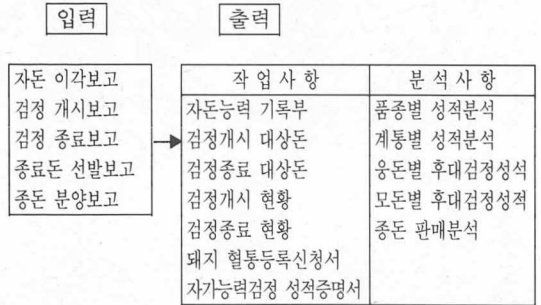 입력
출력
자돈 이각보고
검정 개시보고
검정 종료보고
종료돈 선발보고
종돈 분양보고
작 업 사 항
분 석 사 항
자돈능력 기록부
품종별 성적분석
검정개시 대상돈
계통별 성적분석
검정종료 대상돈
웅돈별 후대검정성석
검정개시 현황
모돈별 후대검정성적
검정종료 현황
종돈 판매분석
돼지 혈통등록신청서
자가능력검정 성적증명서